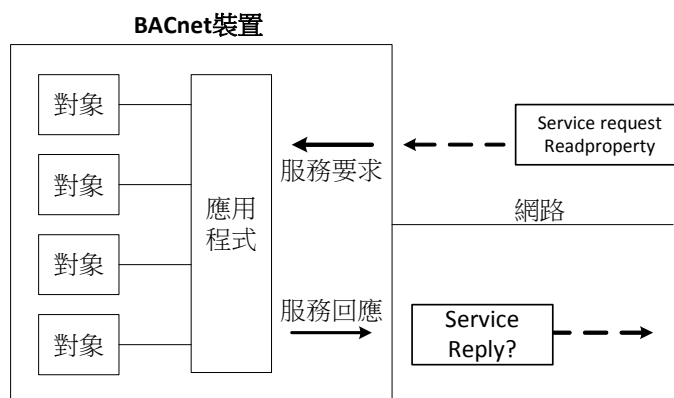 BACnet裝置
對象
對象
對象
對象
應用
程式
服務要求
服務回應
Service request
Readproperty
網路
Service
Reply?